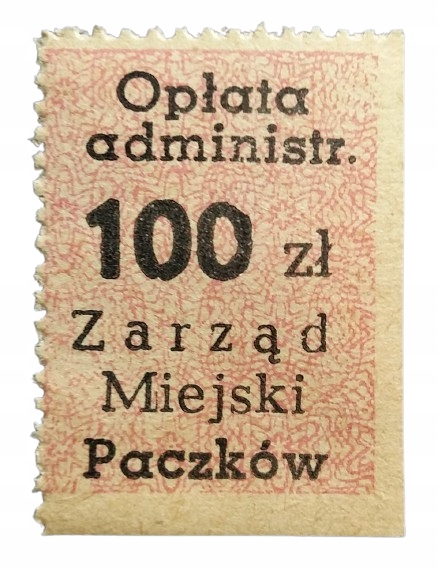 Opłata
administr.
100 zł
Zarząd
Miejski
Paczków